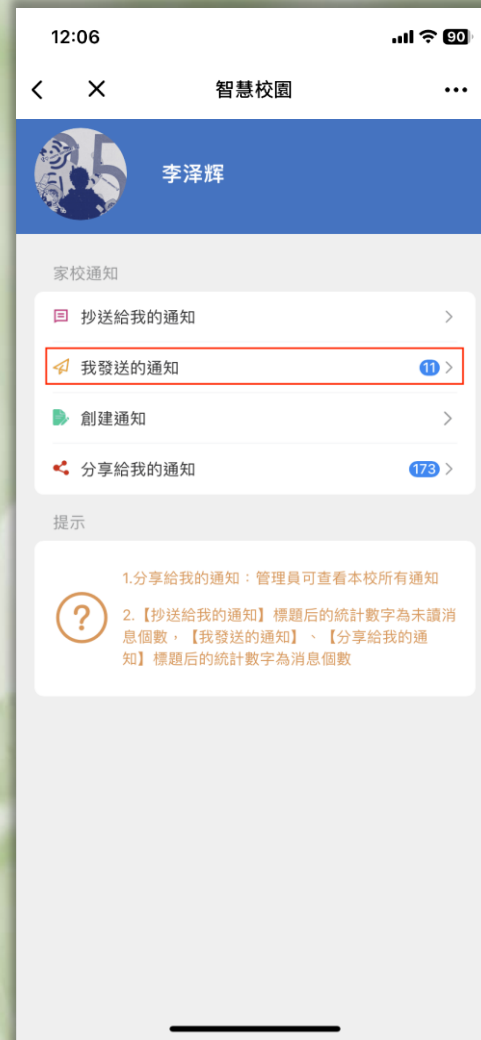 12:06
90
智慧校園
李泽辉
家校通知
抄送給我的通知
我發送的通知
11
創建通知
分享給我的通知
173
提示
1.分享給我的通知：管理員可查看本校所有通知
2.【抄送給我的通知】標題后的統計數字為未讀消
息個數，【我發送的通知】、【分享給我的通
知】標題后的統計數字為消息個數